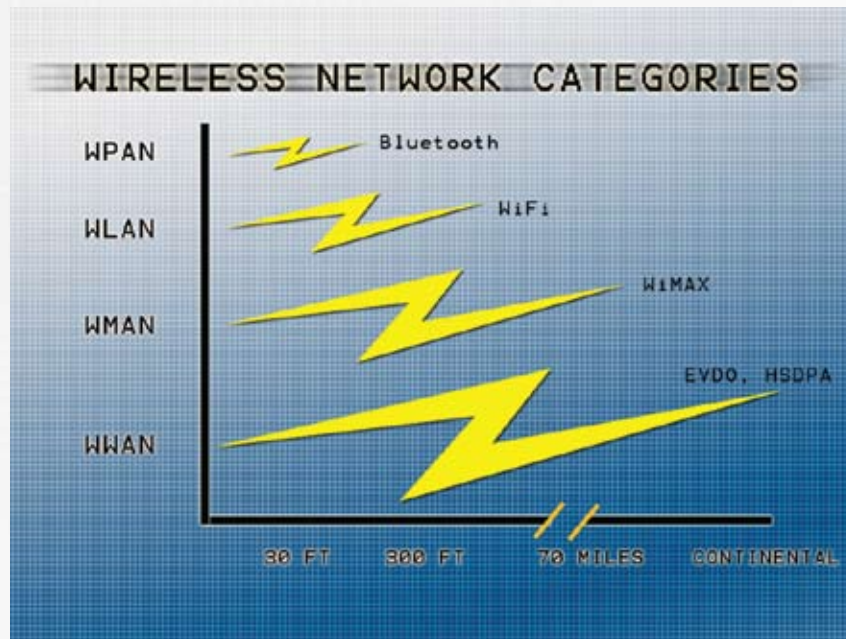 WIRELESS NETWORK CATEGORIES
WPAN
Bluetooth
WLAN
WiFi
WMAN
WiMAX
EVDO, HSDPA
WWAN
30 FT 300 FT 70 MILES CONTINENTAL